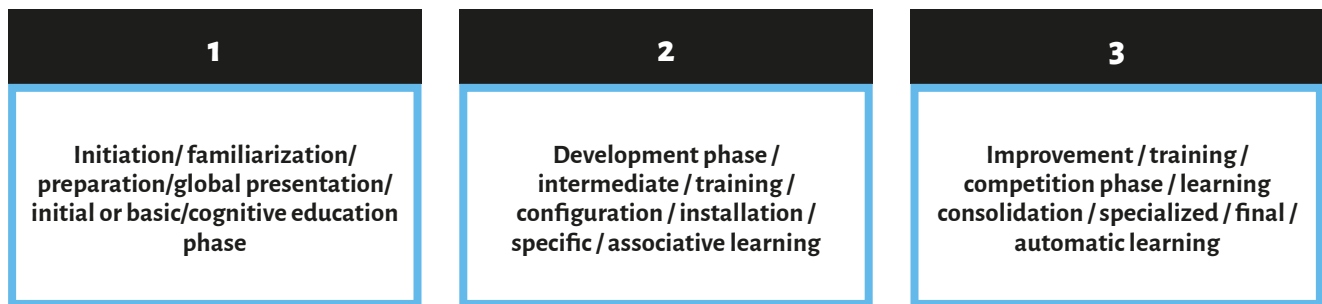 1
Initiation/ familiarization/
preparation/global presentation/
initial or basic/cognitive education
phase
2
Development phase /
intermediate / training /
configuration / installation /
specific / associative learning
3
Improvement / training /
competition phase / learning
consolidation / specialized / final /
automatic learning